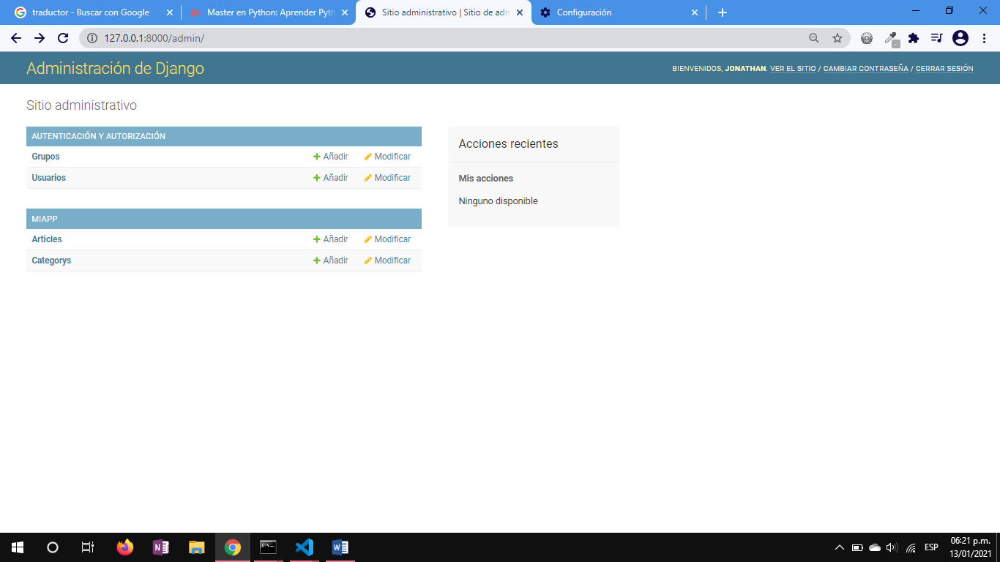 traductor - Buscar con Google
Master en Python: Aprender Pyth
Sitio administrativo | Sitio de adm
Configuración
127.0.0.1:8000/admin/
Administración de Django
BIENVENIDOS, JONATHAN. VER EL SITIO / CAMBIAR CONTRASEÑA / CERRAR SESIÓN
Sitio administrativo
AUTENTICACIÓN Y AUTORIZACIÓN
Grupos Añadir Modificar
Usuarios Añadir Modificar
MIAPP
Articles Añadir Modificar
Categorys Añadir Modificar
Acciones recientes
Mis acciones
Ninguno disponible
ESP
06:21 p.m.
13/01/2021